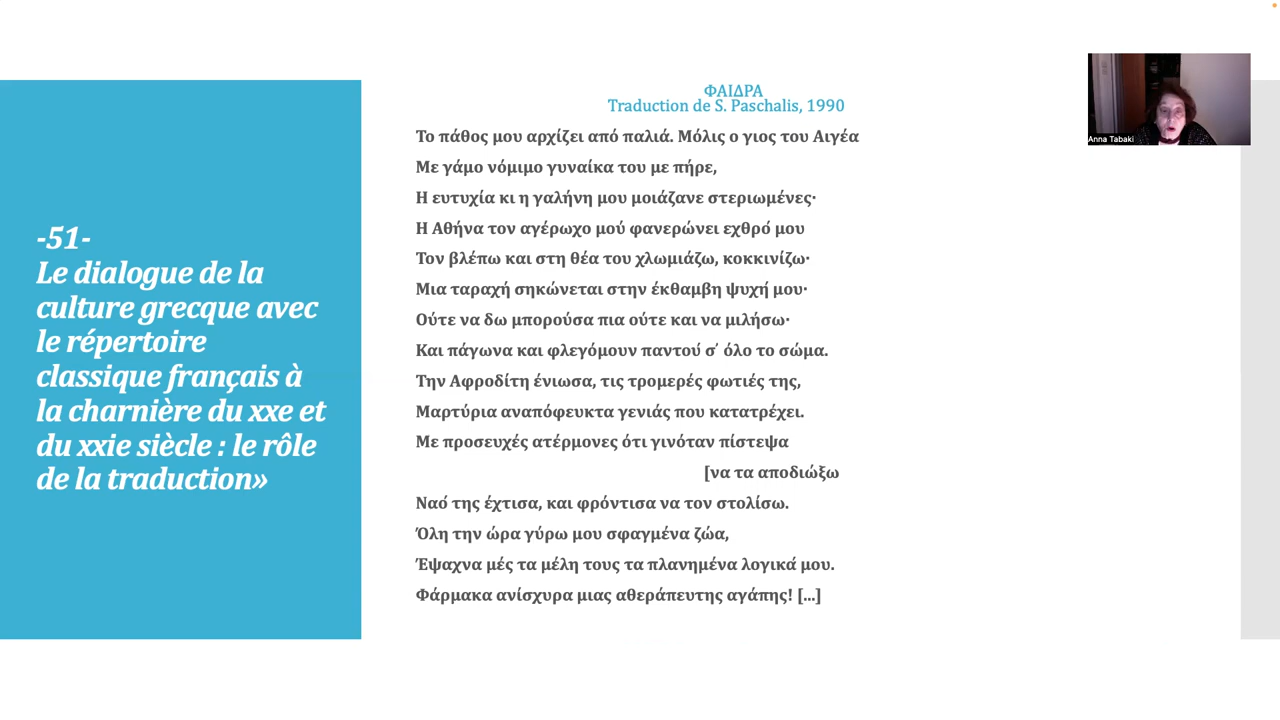 -51-
Le dialogue de la
culture grecque avec
le répertoire
classique français à
la charnière du xxe et
du xxie siècle : le rôle
de la traduction»
ΦΑΙΔΡΑ
Traduction de S. Paschalis, 1990
Το πάθος μου αρχίζει από παλιά. Μόλις ο γιος του Αιγέα
Με γάμο νόμιμο γυναίκα του με πήρε,
Η ευτυχία κι η γαλήνη μου μοιάζανε στεριωμένες·
Η Αθήνα τον αγέρωχο μού φανερώνει εχθρό μου
Τον βλέπω και στη θέα του χλωμιάζω, κοκκινίζω·
Μια ταραχή σηκώνεται στην έκθαμβη ψυχή μου·
Ούτε να δω μπορούσα πια ούτε και να μιλήσω·
Και πάγωνα και φλεγόμουν παντού σ΄ όλο το σώμα.
Την Αφροδίτη ένιωσα, τις τρομερές φωτιές της,
Μαρτύρια αναπόφευκτα γενιάς που κατατρέχει.
Με προσευχές ατέρμονες ότι γινόταν πίστεψα
[να τα αποδιώξω
Ναό της έχτισα, και φρόντισα να τον στολίσω.
Όλη την ώρα γύρω μου σφαγμένα ζώα,
Έψαχνα μές τα μέλη τους τα πλανημένα λογικά μου.
Φάρμακα ανίσχυρα μιας αθεράπευτης αγάπης! [...]
Anna Tabaki